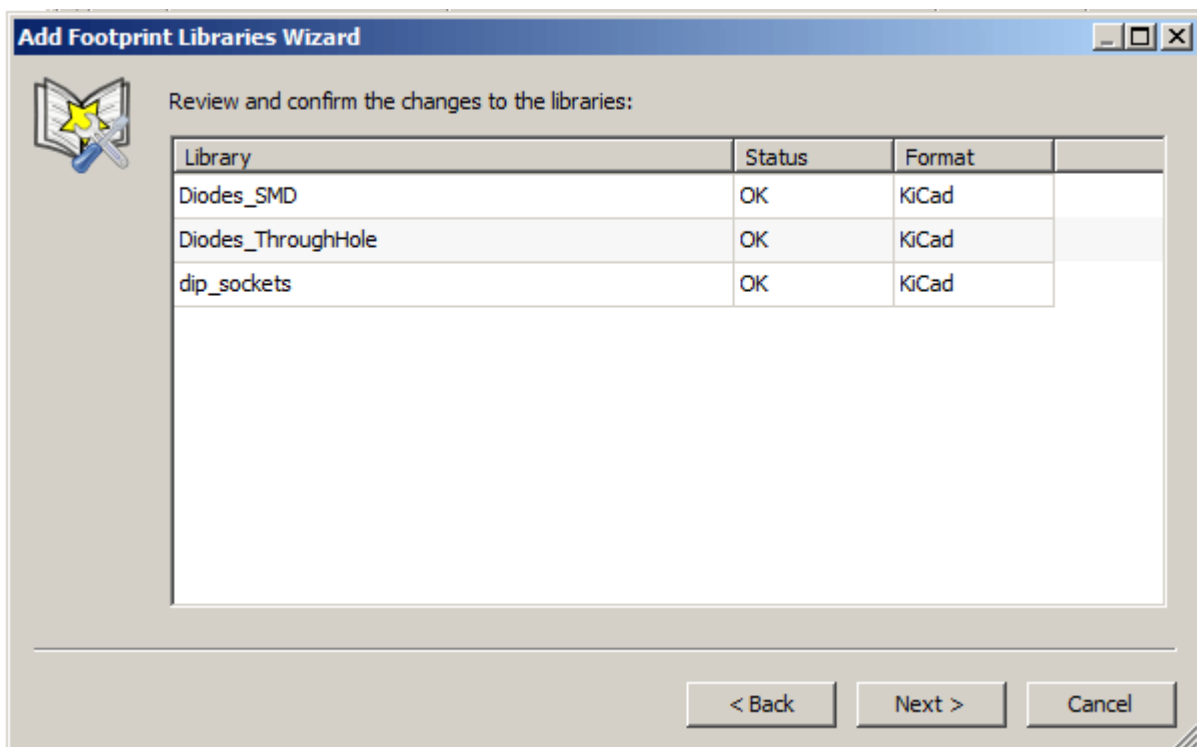 Add Footprint Libraries Wizard
Review and confirm the changes to the libraries:
Library Status Format
Diodes_SMD OK KiCad
Diodes_ThroughHole OK KiCad
dip_sockets OK KiCad
< Back Next > Cancel